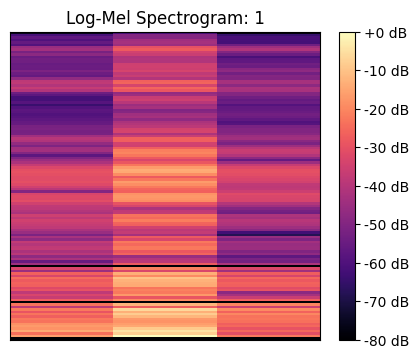 Log-Mel Spectrogram: 1
+0 dB
-10 dB
-20 dB
-30 dB
-40 dB
-50 dB
-60 dB
-70 dB
-80 dB